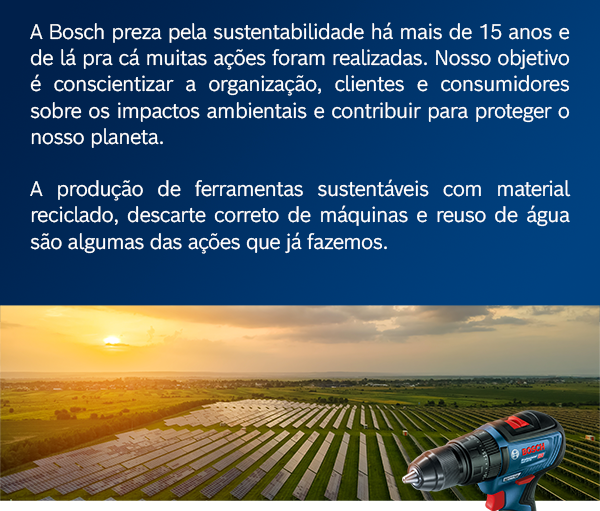 A Bosch preza pela sustentabilidade há mais de 15 anos e
de lá pra cá muitas ações foram realizadas. Nosso objetivo
é conscientizar a organização, clientes e consumidores
sobre os impactos ambientais e contribuir para proteger o
nosso planeta.
A produção de ferramentas sustentáveis com material
reciclado, descarte correto de máquinas e reuso de água
são algumas das ações que já fazemos.
BOSCH